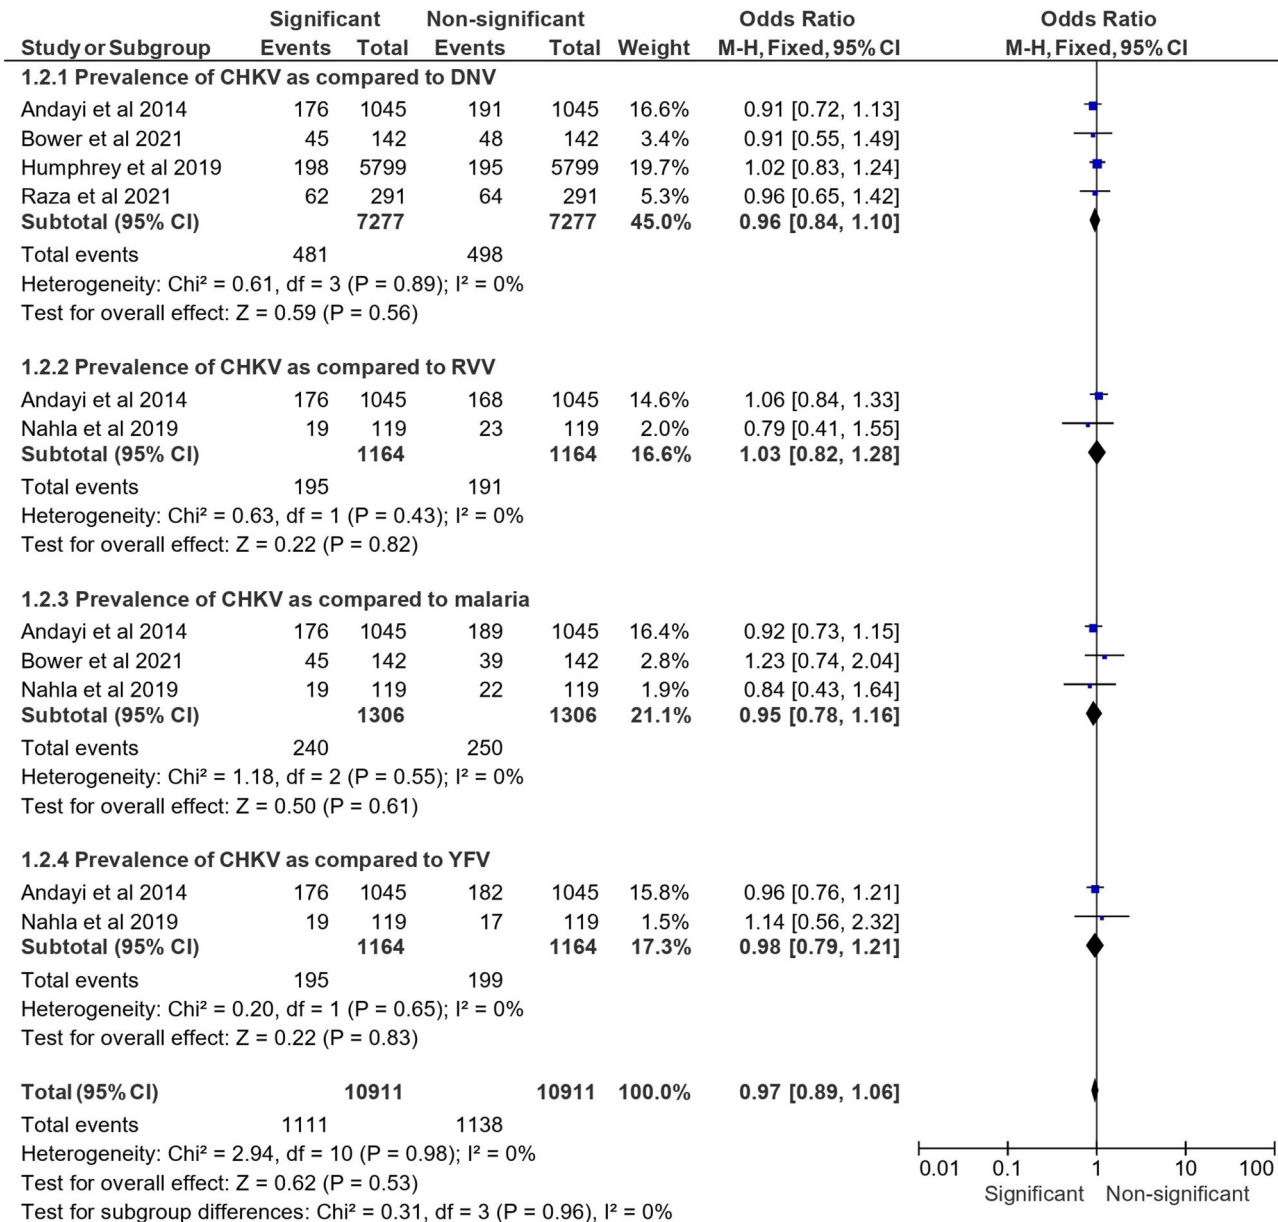 Significant Non-significant Odds Ratio Odds Ratio
Study or Subgroup Events Total Events Total Weight M-H, Fixed, 95% CI M-H, Fixed, 95% CI
1.2.1 Prevalence of CHKV as compared to DNV
Andayi et al 2014 176 1045 191 1045 16.6% 0.91 [0.72, 1.13]
Bower et al 2021 45 142 48 142 3.4% 0.91 [0.55, 1.49]
Humphrey et al 2019 198 5799 195 5799 19.7% 1.02 [0.83, 1.24]
Raza et al 2021 62 291 64 291 5.3% 0.96 [0.65, 1.42]
Subtotal (95% CI) 7277 7277 45.0% 0.96 [0.84, 1.10]
Total events 481 498
Heterogeneity: Chi² = 0.61, df = 3 (P = 0.89); I² = 0%
Test for overall effect: Z = 0.59 (P = 0.56)
1.2.2 Prevalence of CHKV as compared to RVV
Andayi et al 2014 176 1045 168 1045 14.6% 1.06 [0.84, 1.33]
Nahla et al 2019 19 119 23 119 2.0% 0.79 [0.41, 1.55]
Subtotal (95% CI) 1164 1164 16.6% 1.03 [0.82, 1.28]
Total events 195 191
Heterogeneity: Chi² = 0.63, df = 1 (P = 0.43); I² = 0%
Test for overall effect: Z = 0.22 (P = 0.82)
1.2.3 Prevalence of CHKV as compared to malaria
Andayi et al 2014 176 1045 189 1045 16.4% 0.92 [0.73, 1.15]
Bower et al 2021 45 142 39 142 2.8% 1.23 [0.74, 2.04]
Nahla et al 2019 19 119 22 119 1.9% 0.84 [0.43, 1.64]
Subtotal (95% CI) 1306 1306 21.1% 0.95 [0.78, 1.16]
Total events 240 250
Heterogeneity: Chi² = 1.18, df = 2 (P = 0.55); I² = 0%
Test for overall effect: Z = 0.50 (P = 0.61)
1.2.4 Prevalence of CHKV as compared to YFV
Andayi et al 2014 176 1045 182 1045 15.8% 0.96 [0.76, 1.21]
Nahla et al 2019 19 119 17 119 1.5% 1.14 [0.56, 2.32]
Subtotal (95% CI) 1164 1164 17.3% 0.98 [0.79, 1.21]
Total events 195 199
Heterogeneity: Chi² = 0.20, df = 1 (P = 0.65); I² = 0%
Test for overall effect: Z = 0.22 (P = 0.83)
Total (95% CI) 10911 10911 100.0% 0.97 [0.89, 1.06]
Total events 1111 1138
Heterogeneity: Chi² = 2.94, df = 10 (P = 0.98); I² = 0%
Test for overall effect: Z = 0.62 (P = 0.53)
Test for subgroup differences: Chi² = 0.31, df = 3 (P = 0.96), I² = 0%
0.01 0.1 1 10 100
Significant Non-significant